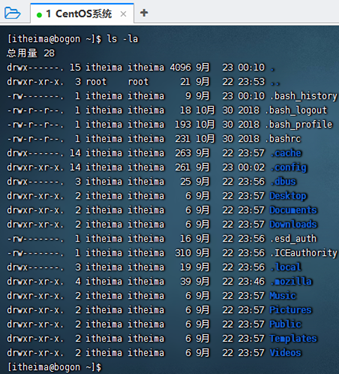 1 CentOS系统 × +
[itheima@bogon ~]$ ls -la
总用量 28
drwx------. 15 itheima itheima 4096 9月 23 00:10 .
drwxr-xr-x. 3 root root 21 9月 22 22:53 ..
-rw-------. 1 itheima itheima 9 9月 23 00:10 .bash_history
-rw-r--r--. 1 itheima itheima 18 10月 30 2018 .bash_logout
-rw-r--r--. 1 itheima itheima 193 10月 30 2018 .bash_profile
-rw-r--r--. 1 itheima itheima 231 10月 30 2018 .bashrc
drwx------. 14 itheima itheima 263 9月 22 23:57 .cache
drwxr-xr-x. 14 itheima itheima 261 9月 23 00:02 .config
drwx------. 3 itheima itheima 25 9月 22 23:56 .dbus
drwxr-xr-x. 2 itheima itheima 6 9月 22 23:57 Desktop
drwxr-xr-x. 2 itheima itheima 6 9月 22 23:57 Documents
drwxr-xr-x. 2 itheima itheima 6 9月 22 23:57 Downloads
-rw-------. 1 itheima itheima 16 9月 22 23:56 .esd_auth
-rw-------. 1 itheima itheima 310 9月 22 23:56 .ICEauthority
drwx------. 3 itheima itheima 19 9月 22 23:56 .local
drwxr-xr-x. 4 itheima itheima 39 9月 22 23:46 .mozilla
drwxr-xr-x. 2 itheima itheima 6 9月 22 23:57 Music
drwxr-xr-x. 2 itheima itheima 6 9月 22 23:57 Pictures
drwxr-xr-x. 2 itheima itheima 6 9月 22 23:57 Public
drwxr-xr-x. 2 itheima itheima 6 9月 22 23:57 Templates
drwxr-xr-x. 2 itheima itheima 6 9月 22 23:57 Videos
[itheima@bogon ~]$